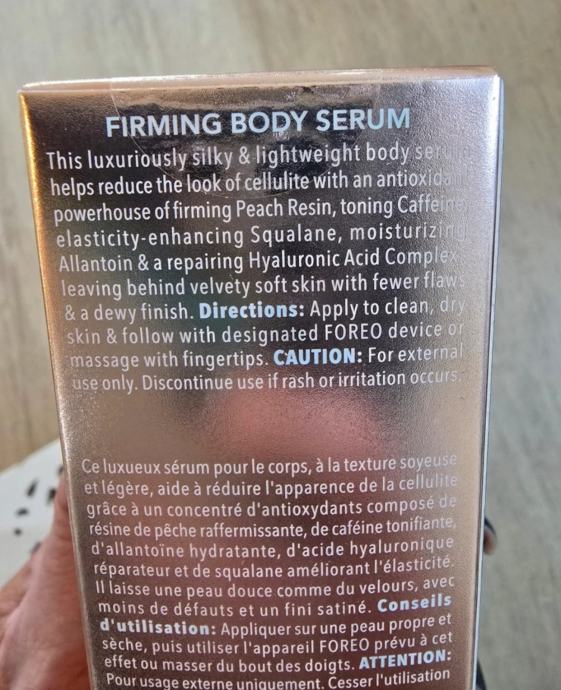 FIRMING BODY SERUM
This luxuriously silky & lightweight body serum
helps reduce the look of cellulite with an antioxidant
powerhouse of firming Peach Resin, toning Caffeine,
elasticity-enhancing Squalane, moisturizing
Allantoin & a repairing Hyaluronic Acid Complex,
leaving behind velvety soft skin with fewer flaws
& a dewy finish. Directions: Apply to clean, dry
skin & follow with designated FOREO device or
massage with fingertips. CAUTION: For external
use only. Discontinue use if rash or irritation occurs.
Ce luxueux sérum pour le corps, à la texture soyeuse
et légère, aide à réduire l'apparence de la cellulite
grâce à un concentré d'antioxydants composé de
résine de pêche raffermissante, de caféine tonifiante,
d'allantoïne hydratante, d'acide hyaluronique
réparateur et de squalane améliorant l'élasticité.
Il laisse une peau douce comme du velours, avec
moins de défauts et un fini satiné. Conseils
d'utilisation: Appliquer sur une peau propre et
sèche, puis utiliser l'appareil FOREO prévu à cet
effet ou masser du bout des doigts. ATTENTION:
Pour usage externe uniquement. Cesser l'utilisation